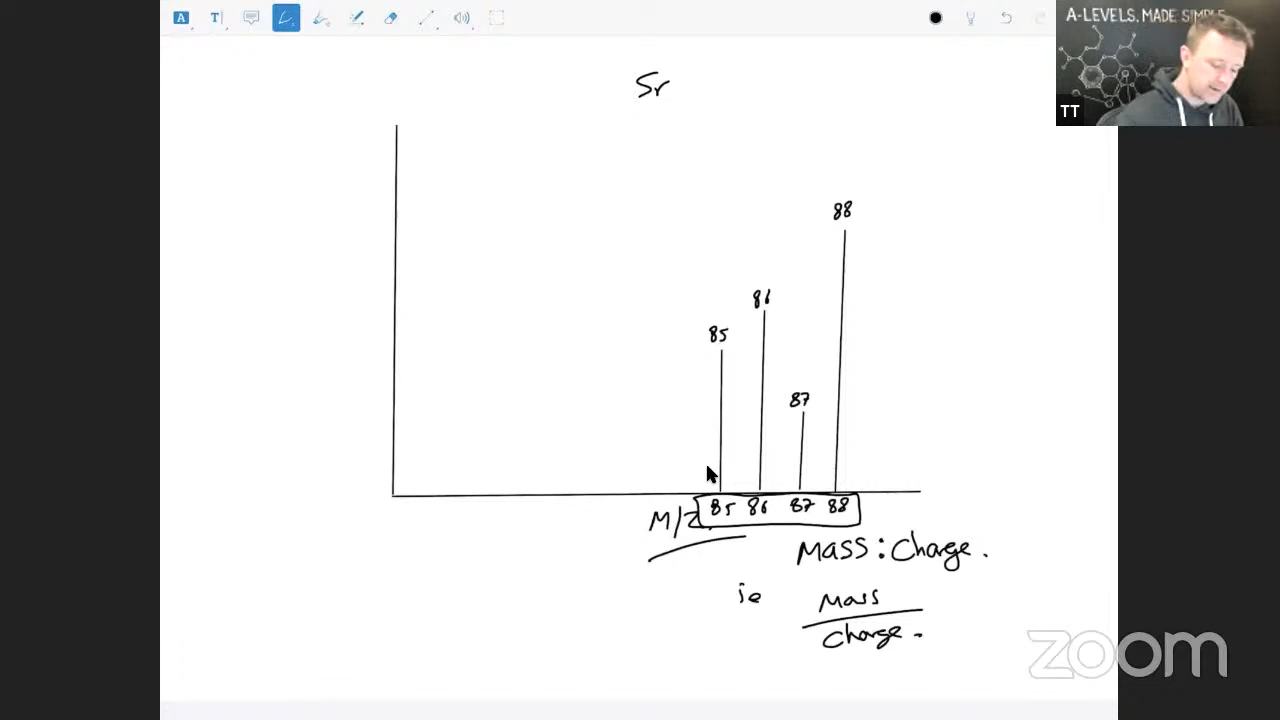 A-LEVELS, MADE SIMPLE
TT
Sr
88
86
85
87
85 86 87 88
M/Z
Mass : Charge.
ie Mass
Charge.
zoom